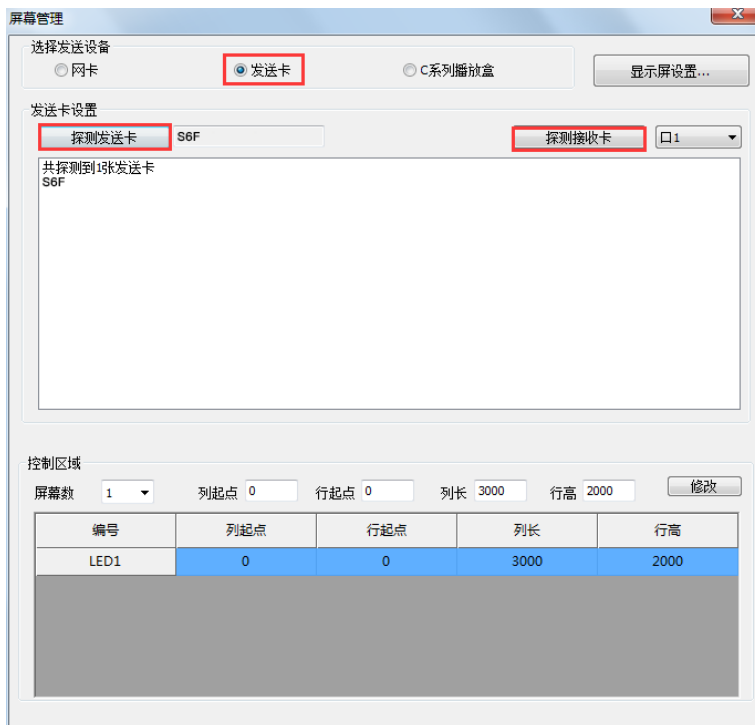 屏幕管理
选择发送设备
网卡 发送卡 C系列播放盒 显示屏设置...
发送卡设置
探测发送卡 S6F 探测接收卡 口1
共探测到1张发送卡
S6F
控制区域
屏幕数 1 列起点 0 行起点 0 列长 3000 行高 2000 修改
编号 列起点 行起点 列长 行高
LED1 0 0 3000 2000